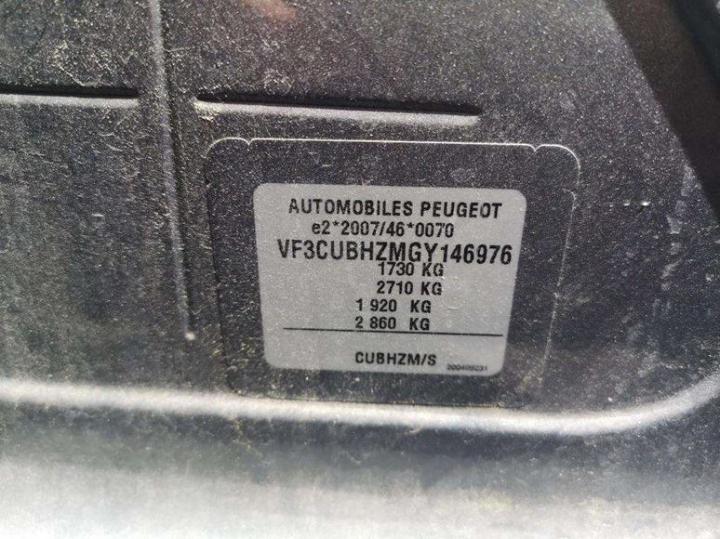 AUTOMOBILES PEUGEOT
e2*2007/46*0070
VF3CUBHZMGY146976
1730 KG
2710 KG
1 920 KG
2 860 KG
CUBHZM/S